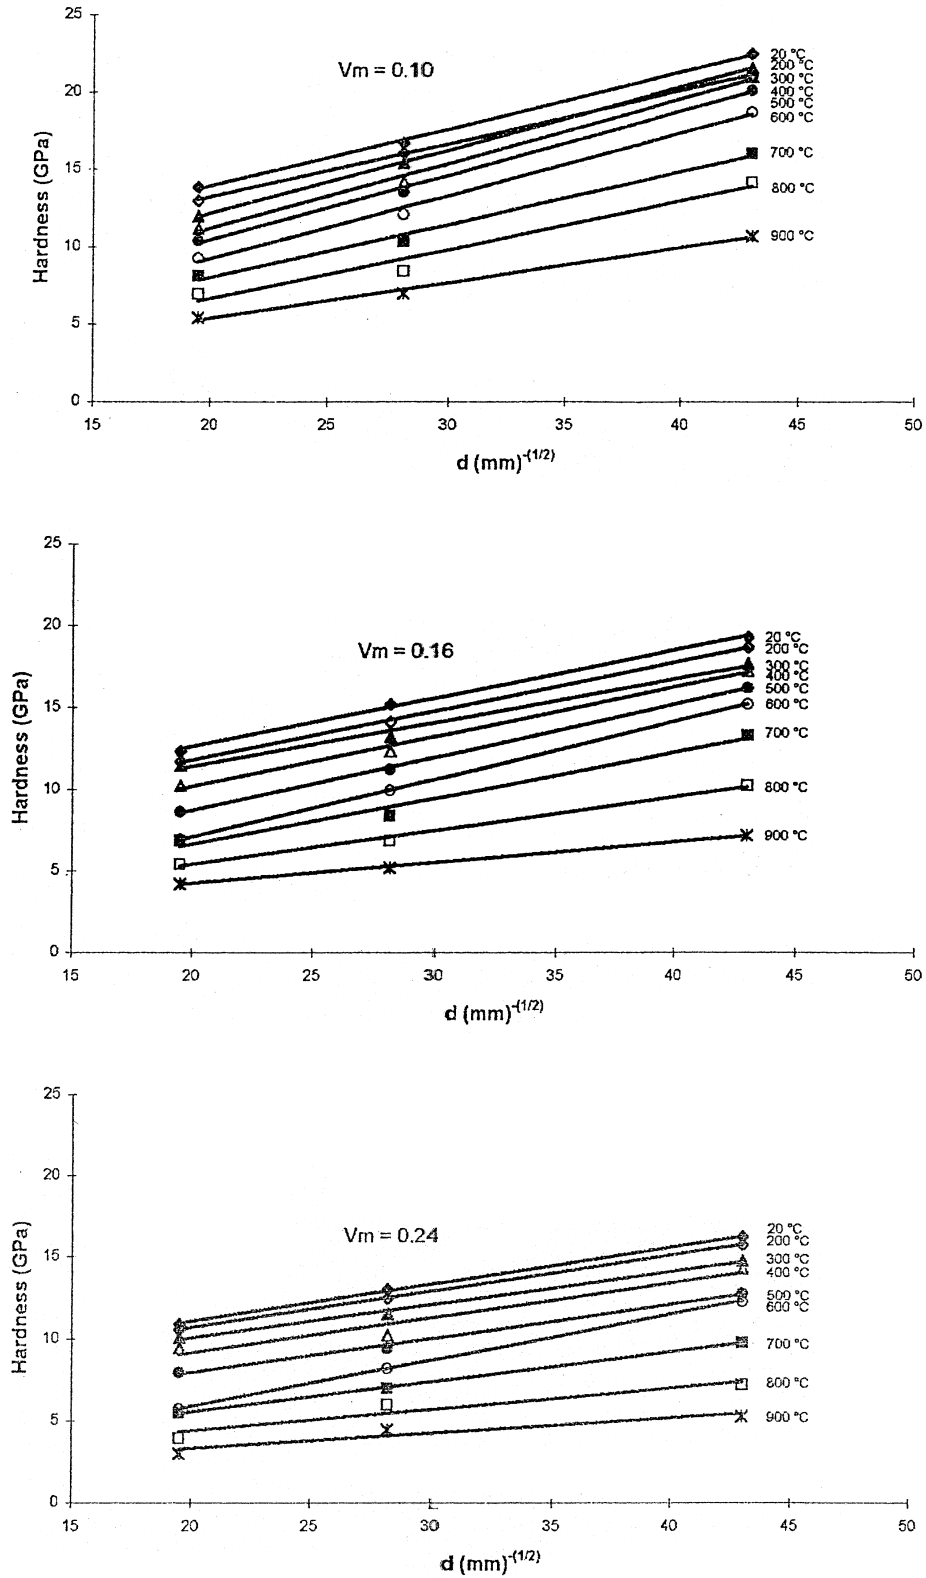 25
20
15
10
5
0
Hardness (GPa)
Vm = 0.10
20 °C
200 °C
300 °C
400 °C
500 °C
600 °C
700 °C
800 °C
900 °C
15 20 25 30 35 40 45 50
d (mm)^-(1/2)
25
20
15
10
5
0
Hardness (GPa)
Vm = 0.16
20 °C
200 °C
300 °C
400 °C
500 °C
600 °C
700 °C
800 °C
900 °C
15 20 25 30 35 40 45 50
d (mm)^-(1/2)
25
20
15
10
5
0
Hardness (GPa)
Vm = 0.24
20 °C
200 °C
300 °C
400 °C
500 °C
600 °C
700 °C
800 °C
900 °C
15 20 25 30 35 40 45 50
d (mm)^-(1/2)